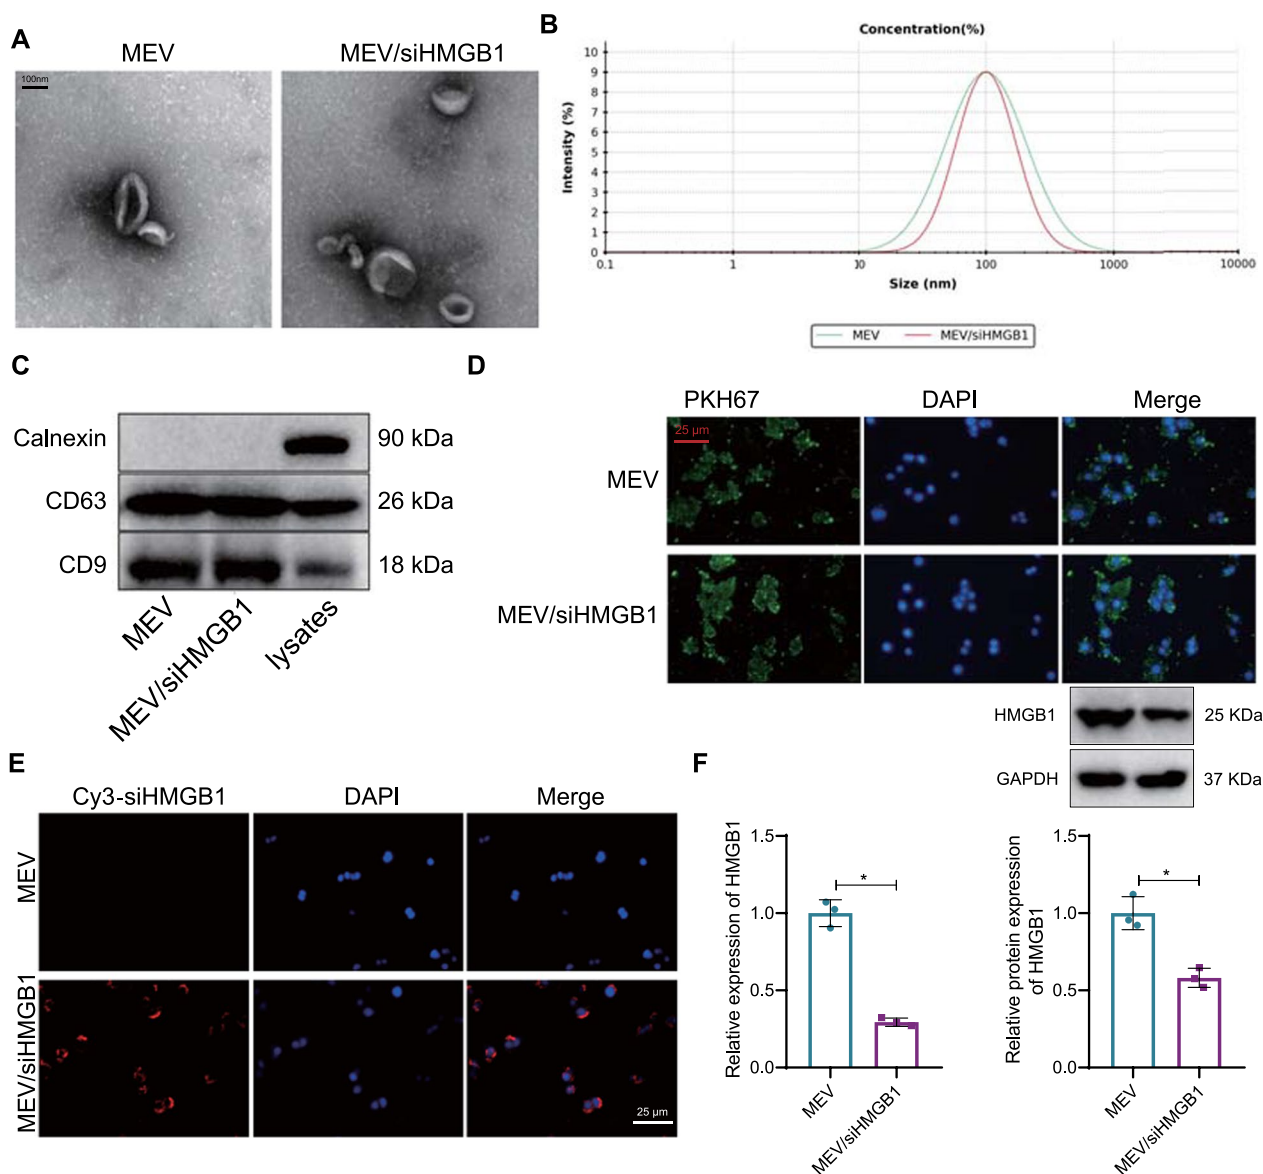 A
MEV
MEV/siHMGB1
100nm
B
Concentration(%)
Intensity (%)
10
9
8
7
6
5
4
3
2
1
0
0.1
1
10
100
1000
10000
Size (nm)
MEV
MEV/siHMGB1
C
Calnexin
90 kDa
CD63
26 kDa
CD9
18 kDa
MEV
MEV/siHMGB1
lysates
D
PKH67
DAPI
Merge
25 µm
MEV
MEV/siHMGB1
E
Cy3-siHMGB1
DAPI
Merge
MEV
MEV/siHMGB1
25 µm
F
HMGB1
25 KDa
GAPDH
37 KDa
Relative expression of HMGB1
1.5
1.0
0.5
0.0
*
MEV
MEV/siHMGB1
Relative protein expression
of HMGB1
1.5
1.0
0.5
0.0
*
MEV
MEV/siHMGB1